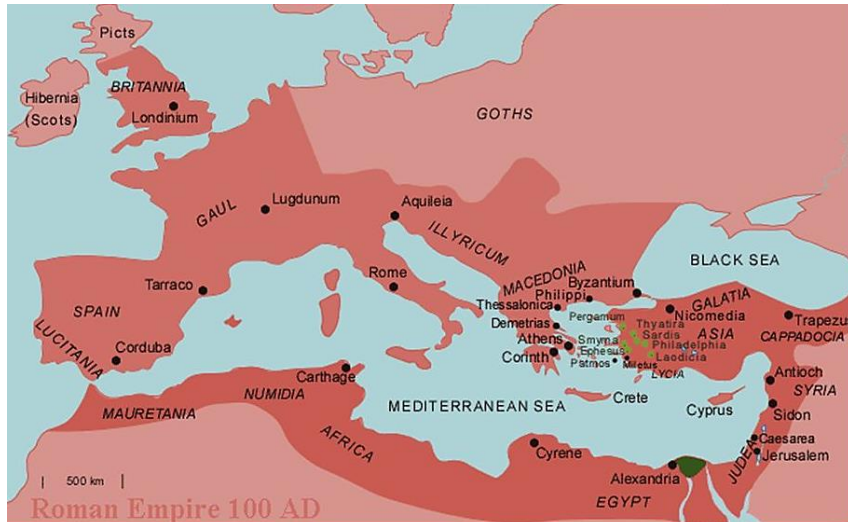 Picts
Hibernia
(Scots)
BRITANNIA
Londinium
GOTHS
GAUL
Lugdunum
Aquileia
ILLYRICUM
BLACK SEA
Tarraco
Rome
MACEDONIA
Byzantium
Philippi
Thessalonica
GALATIA
Nicomedia
Trapezus
SPAIN
LUCITANIA
Corduba
Demetrias
Pergamum
Thyatira
Sardis
ASIA
CAPPADOCIA
Athens
Smyrna
Philadelphia
Corinth
Ephesus
Laodicia
Patmos
Miletus
LYCIA
Carthage
NUMIDIA
MAURETANIA
MEDITERRANEAN SEA
Crete
Cyprus
Antioch
SYRIA
Sidon
AFRICA
Cyrene
Caesarea
JUDEA
Jerusalem
Alexandria
EGYPT
500 km
Roman Empire 100 AD